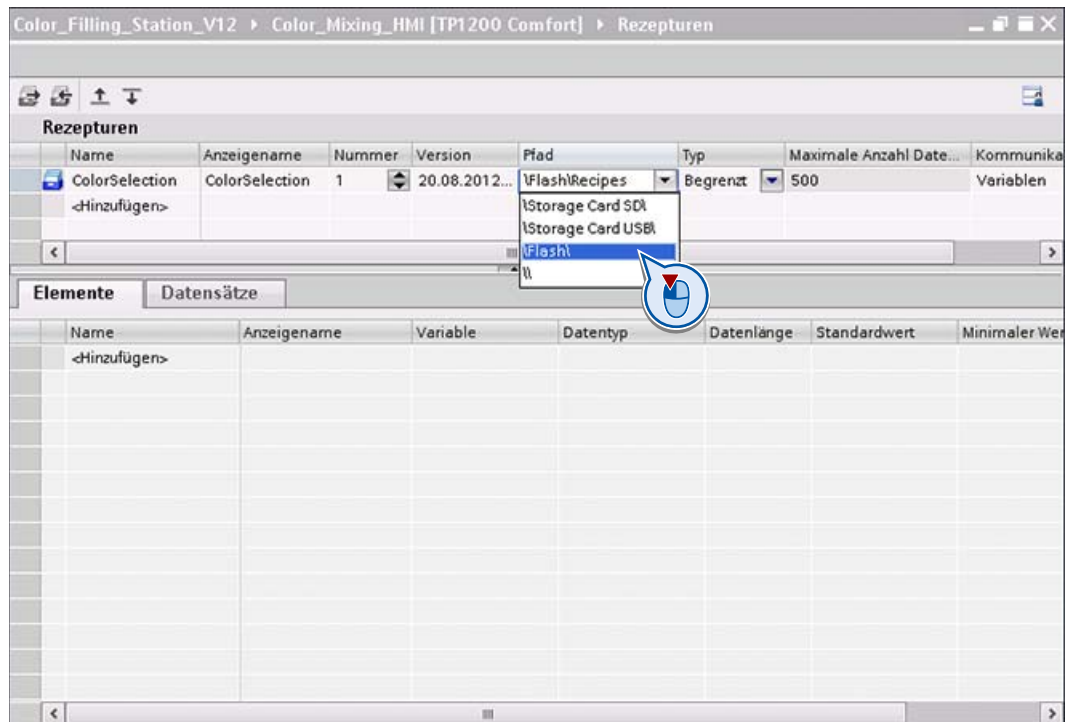 Color_Filling_Station_V12 ▸ Color_Mixing_HMI [TP1200 Comfort] ▸ Rezepturen
Rezepturen
Name Anzeigename Nummer Version Pfad Typ Maximale Anzahl Date... Kommunika
ColorSelection ColorSelection 1 20.08.2012... \Flash\Recipes Begrenzt 500 Variablen
<Hinzufügen>
\Storage Card SD\
\Storage Card USB\
\Flash\
\\
Elemente Datensätze
Name Anzeigename Variable Datentyp Datenlänge Standardwert Minimaler Wer
<Hinzufügen>